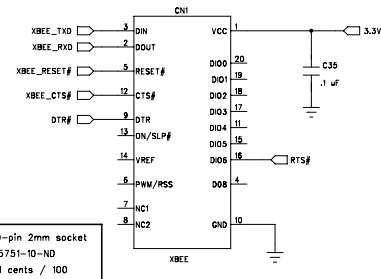 CN1
XBEE_TXD 3 DIN VCC 1 3.3V
XBEE_RXD 2 DOUT
XBEE_RESET# 5 RESET# DIO0 20
DIO1 19
C35
.1 uF
XBEE_CTS# 12 CTS# DIO2 18
DIO3 17
DTR# 9 DTR DIO4 11
13 ON/SLP# DIO5 15
14 VREF DIO6 16 RTS#
6 PWM/RSS DO8 4
7 NC1
8 NC2 GND 10
XBEE
-pin 2mm socket
5751-10-ND
cents / 100